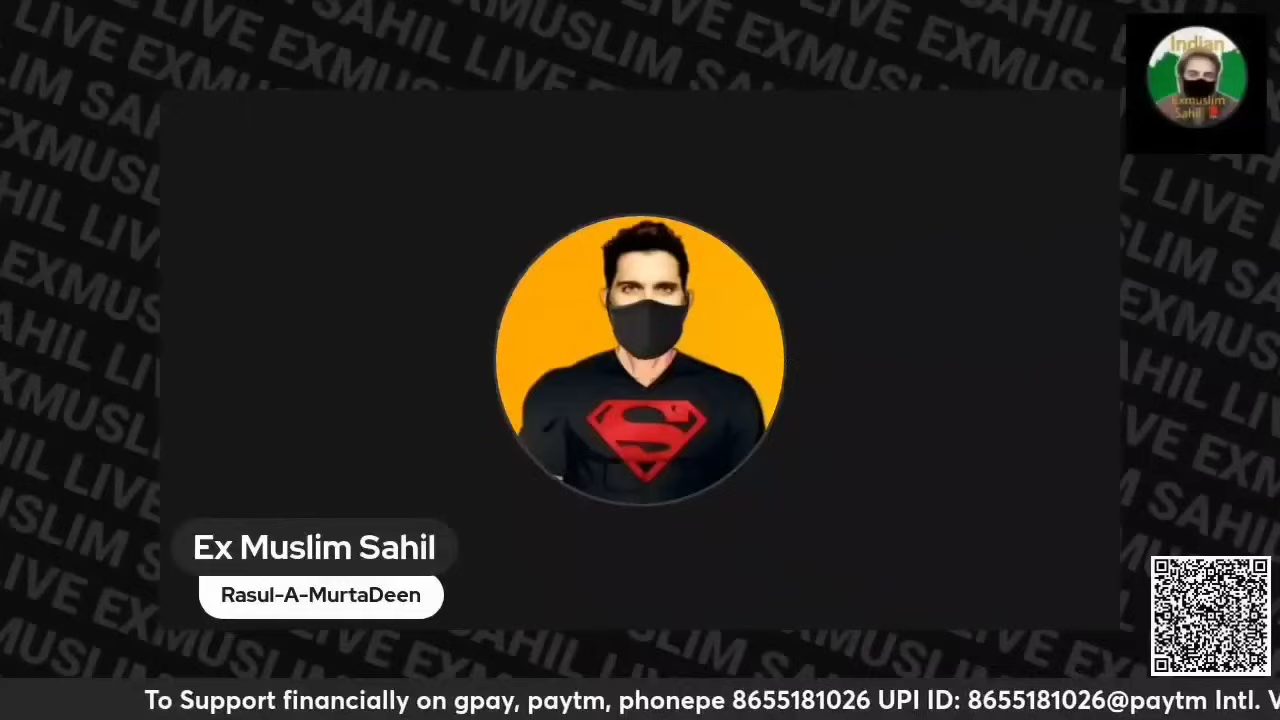 Indian
Exmuslim
Sahil
Ex Muslim Sahil
Rasul-A-MurtaDeen
To Support financially on gpay, paytm, phonepe 8655181026 UPI ID: 8655181026@paytm Intl.